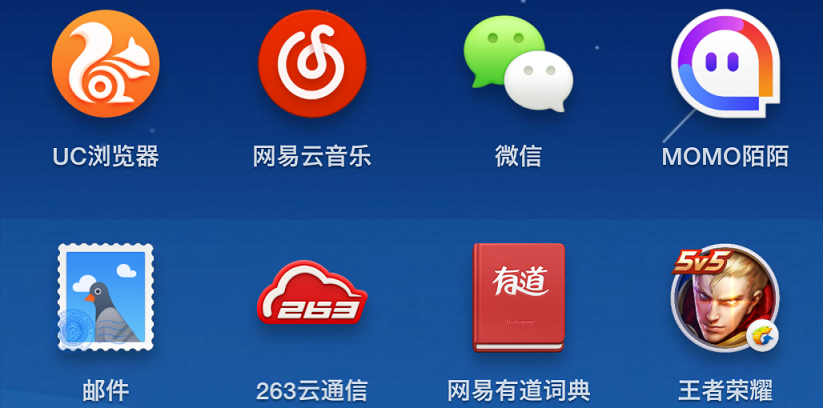 UC浏览器
网易云音乐
微信
MOMO陌陌
263
有道
Dictionary
5v5
邮件
263云通信
网易有道词典
王者荣耀